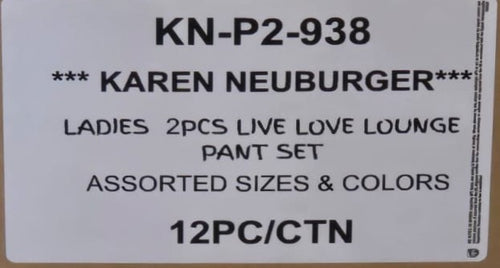 KN-P2-938
*** KAREN NEUBURGER***
LADIES 2PCS LIVE LOVE LOUNGE
PANT SET
ASSORTED SIZES & COLORS
12PC/CTN